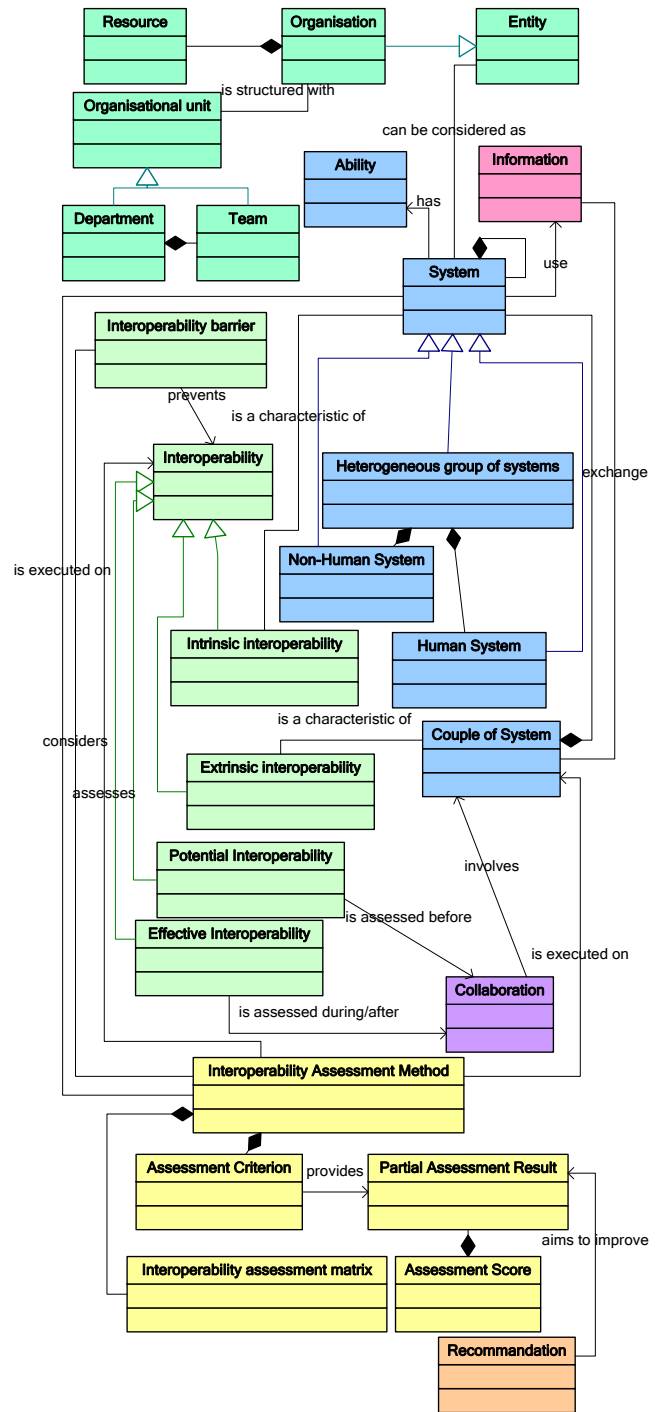 Resource
Organisation
Entity
is structured with
Organisational unit
can be considered as
Ability
Information
has
Department
Team
System
use
Interoperability barrier
prevents
is a characteristic of
Interoperability
Heterogeneous group of systems
exchange
Non-Human System
is executed on
Intrinsic interoperability
Human System
is a characteristic of
Couple of System
considers
Extrinsic interoperability
assesses
Potential Interoperability
involves
is assessed before
Effective Interoperability
is executed on
Collaboration
is assessed during/after
Interoperability Assessment Method
Assessment Criterion
provides
Partial Assessment Result
aims to improve
Interoperability assessment matrix
Assessment Score
Recommandation